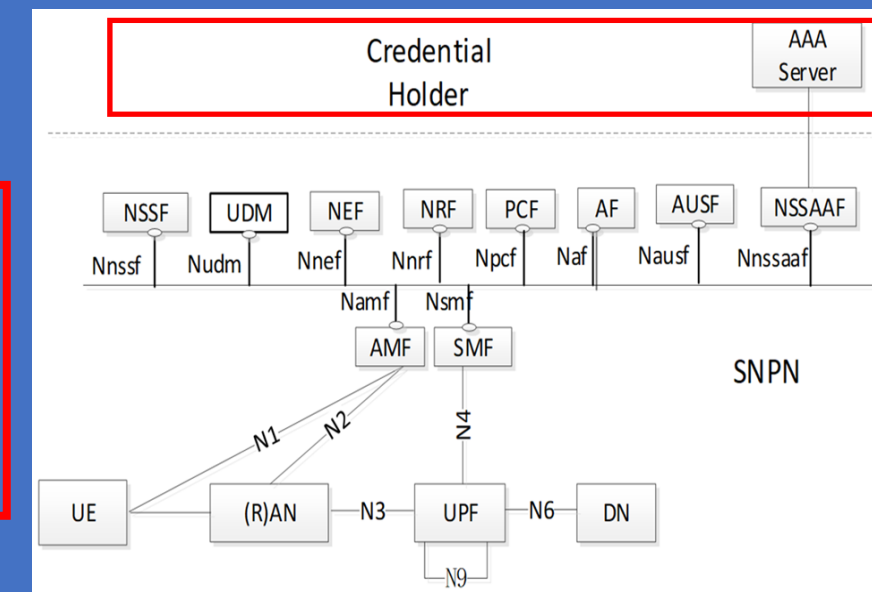 Credential
Holder
AAA
Server
NSSF
UDM
NEF
NRF
PCF
AF
AUSF
NSSAAF
Nnssf
Nudm
Nnef
Nnrf
Npcf
Naf
Nausf
Nnssaaf
Namf
Nsmf
AMF
SMF
SNPN
N1
N2
N4
UE
(R)AN
N3
UPF
N6
DN
N9